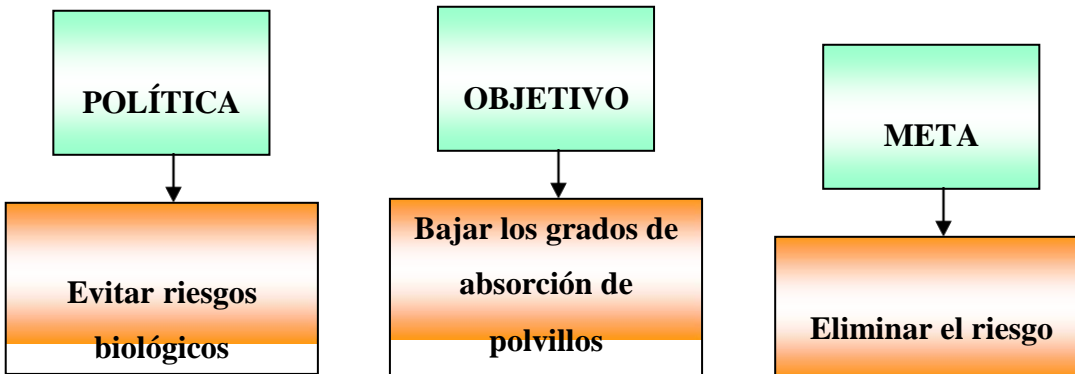 POLÍTICA
Evitar riesgos
biológicos
OBJETIVO
Bajar los grados de
absorción de
polvillos
META
Eliminar el riesgo